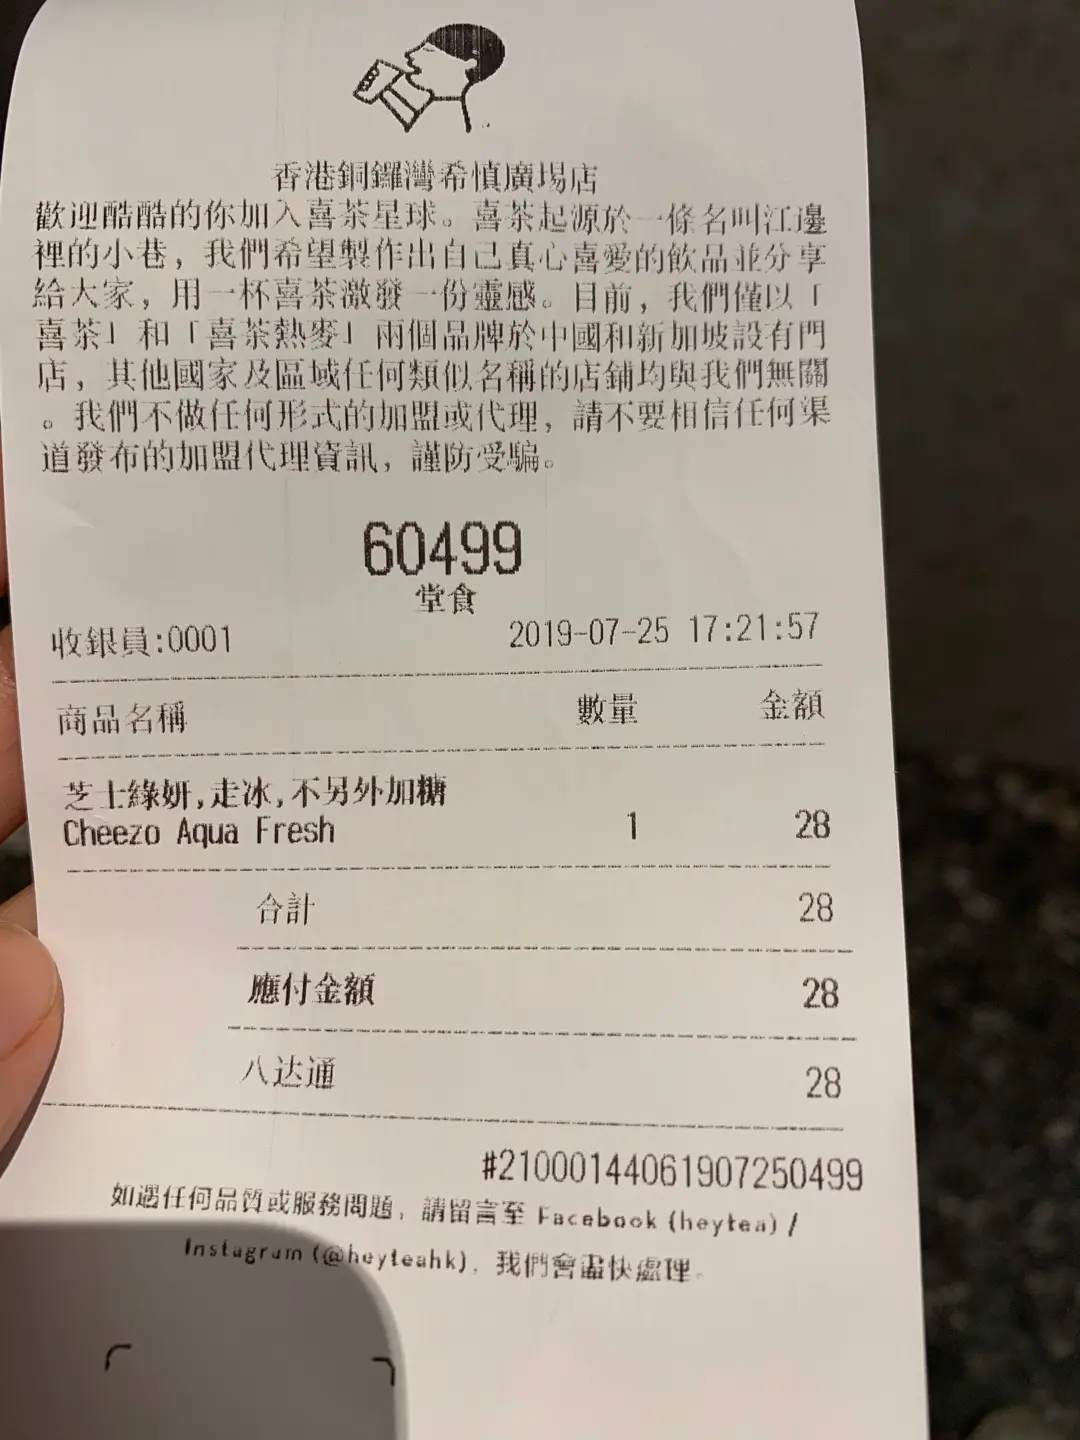 香港銅鑼灣希慎廣場店
歡迎酷酷的你加入喜茶星球。喜茶起源於一條名叫江邊
裡的小巷，我們希望製作出自己真心喜愛的飲品並分享
給大家，用一杯喜茶激發一份靈感。目前，我們僅以「
喜茶」和「喜茶熱麥」兩個品牌於中國和新加坡設有門
店，其他國家及區域任何類似名稱的店鋪均與我們無關
。我們不做任何形式的加盟或代理，請不要相信任何渠
道發布的加盟代理資訊，謹防受騙。
60499
堂食
收銀員:0001 2019-07-25 17:21:57
商品名稱 數量 金額
芝士綠妍,走冰,不另外加糖
Cheezo Aqua Fresh 1 28
合計 28
應付金額 28
八达通 28
#21000144061907250499
如遇任何品質或服務問題，請留言至 Facebook (heytea) /
Instagram (@heyteahk)，我們會盡快處理。